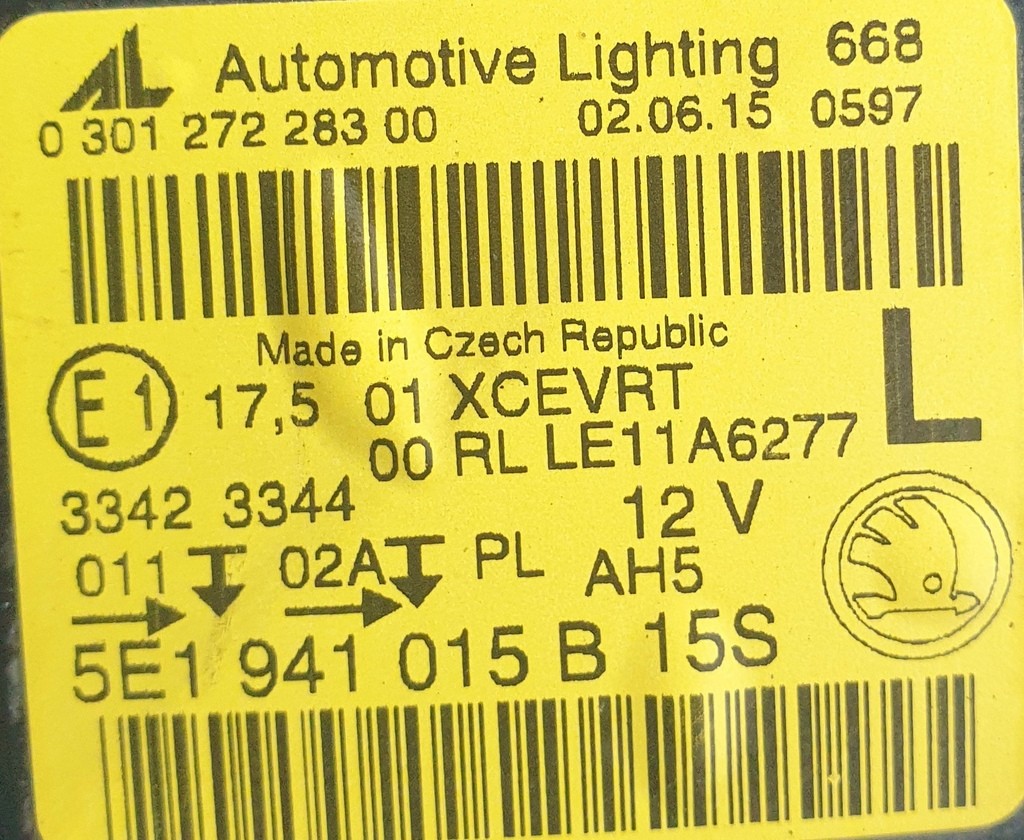 AL Automotive Lighting 668
0 301 272 283 00 02.06.15 0597
Made in Czech Republic
E1 17,5 01 XCEVRT L
00 RL LE11A6277
3342 3344 12 V
011 02A PL AH5
5E1 941 015 B 15S